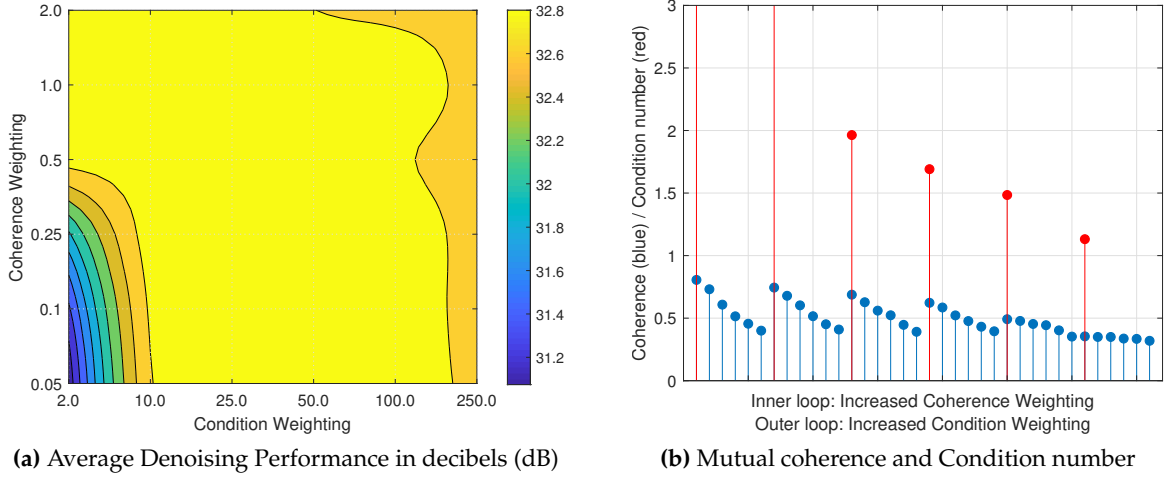 2.0
1.0
0.5
0.25
0.1
0.05
Coherence Weighting
2.0 10.0 25.0 50.0 100.0 250.0
Condition Weighting
32.8
32.6
32.4
32.2
32
31.8
31.6
31.4
31.2
(a) Average Denoising Performance in decibels (dB)
3
2.5
2
1.5
1
0.5
0
Coherence (blue) / Condition number (red)
Inner loop: Increased Coherence Weighting
Outer loop: Increased Condition Weighting
(b) Mutual coherence and Condition number